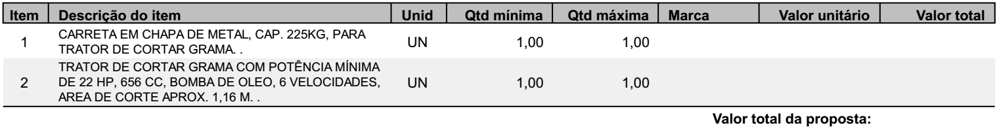 Item Descrição do item Unid Qtd mínima Qtd máxima Marca Valor unitário Valor total
1 CARRETA EM CHAPA DE METAL, CAP. 225KG, PARA UN 1,00 1,00
TRATOR DE CORTAR GRAMA. .
2 TRATOR DE CORTAR GRAMA COM POTÊNCIA MÍNIMA
DE 22 HP, 656 CC, BOMBA DE OLEO, 6 VELOCIDADES, UN 1,00 1,00
AREA DE CORTE APROX. 1,16 M. .
Valor total da proposta: